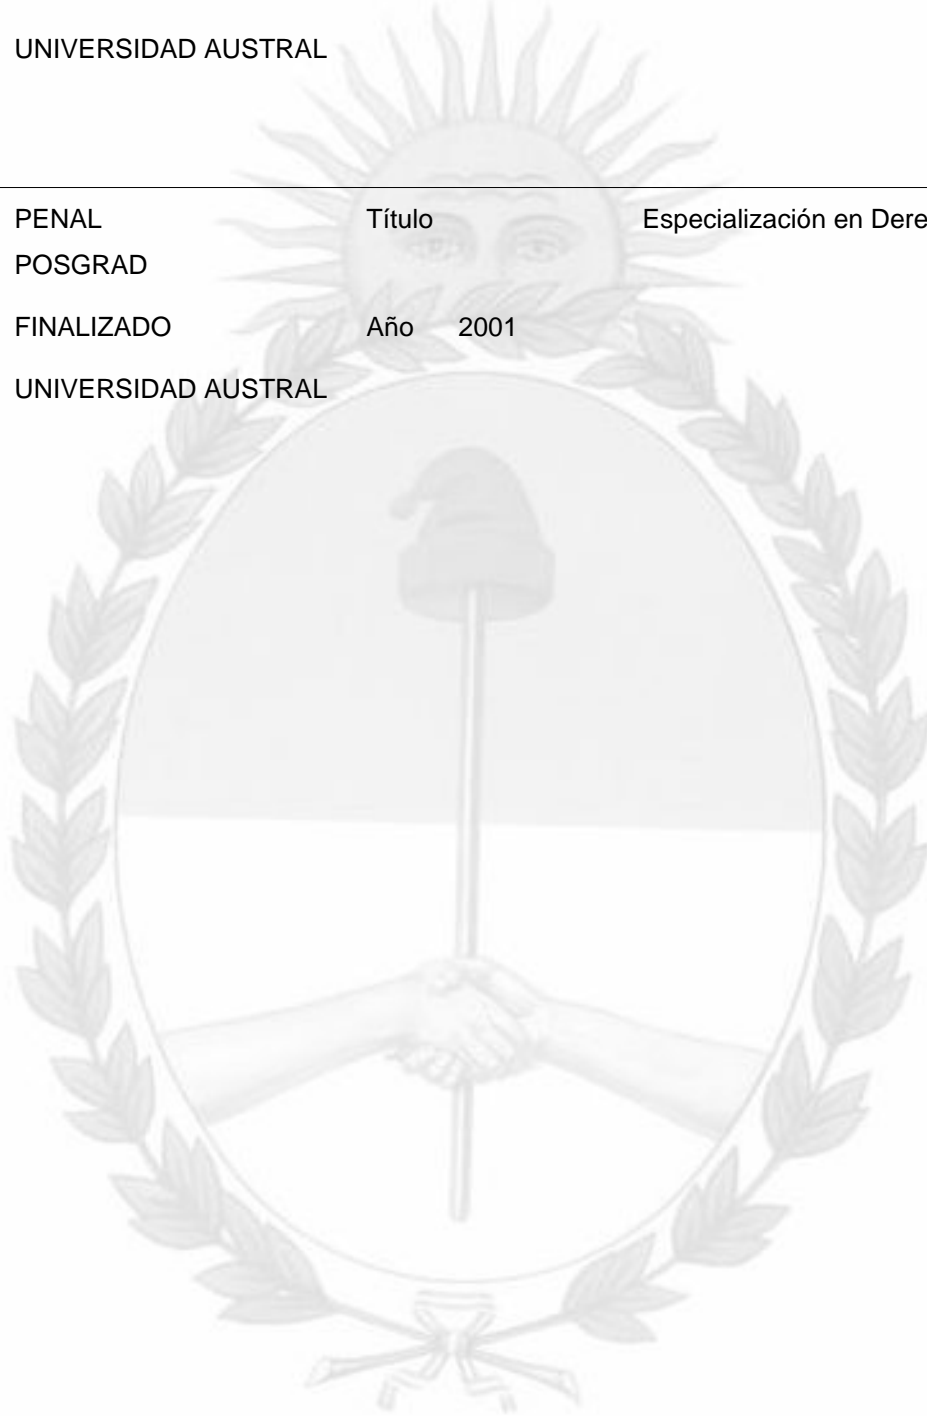 UNIVERSIDAD AUSTRAL
PENAL Título Especialización en Dere
POSGRAD
FINALIZADO Año 2001
UNIVERSIDAD AUSTRAL